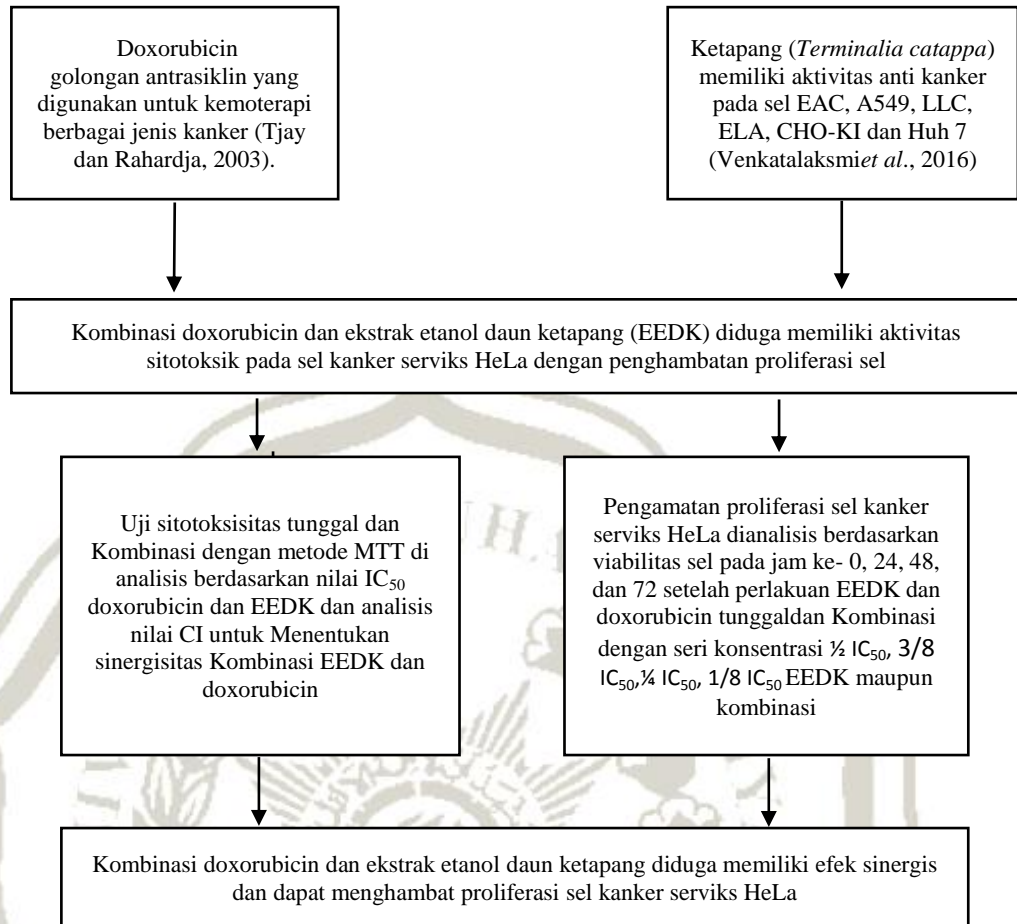 Doxorubicin
golongan antrasiklin yang
digunakan untuk kemoterapi
berbagai jenis kanker (Tjay
dan Rahardja, 2003).
Ketapang (Terminalia catappa)
memiliki aktivitas anti kanker
pada sel EAC, A549, LLC,
ELA, CHO-KI dan Huh 7
(Venkatalaksmiet al., 2016)
Kombinasi doxorubicin dan ekstrak etanol daun ketapang (EEDK) diduga memiliki aktivitas
sitotoksik pada sel kanker serviks HeLa dengan penghambatan proliferasi sel
Uji sitotoksisitas tunggal dan
Kombinasi dengan metode MTT di
analisis berdasarkan nilai IC₅₀
doxorubicin dan EEDK dan analisis
nilai CI untuk Menentukan
sinergisitas Kombinasi EEDK dan
doxorubicin
Pengamatan proliferasi sel kanker
serviks HeLa dianalisis berdasarkan
viabilitas sel pada jam ke- 0, 24, 48,
dan 72 setelah perlakuan EEDK dan
doxorubicin tunggaldan Kombinasi
dengan seri konsentrasi ½ IC₅₀, 3/8
IC₅₀,¼ IC₅₀, 1/8 IC₅₀ EEDK maupun
kombinasi
Kombinasi doxorubicin dan ekstrak etanol daun ketapang diduga memiliki efek sinergis
dan dapat menghambat proliferasi sel kanker serviks HeLa